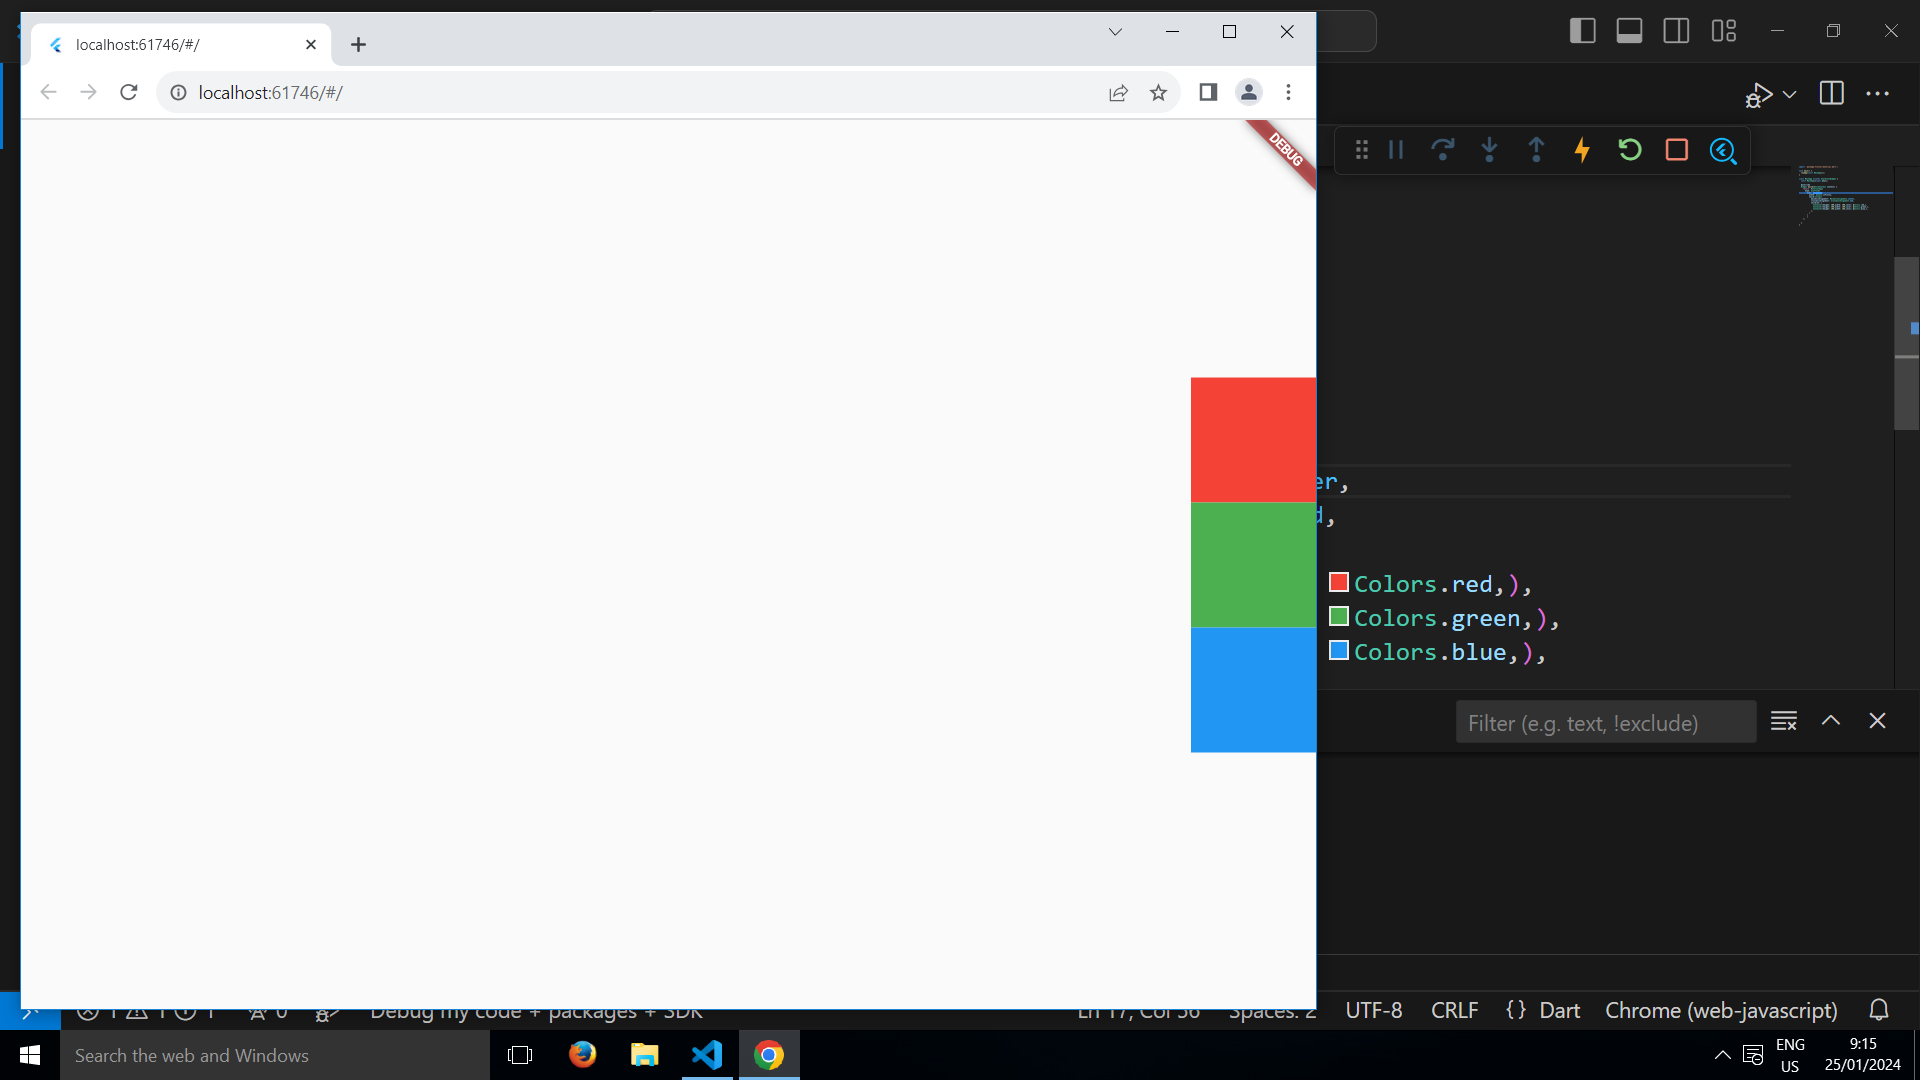 localhost:61746/#/
localhost:61746/#/
DEBUG
er,
d,
Colors.red,),
Colors.green,),
Colors.blue,),
Filter (e.g. text, !exclude)
Debug my code + packages + SDK
Ln 17, Col 36
Spaces: 2
UTF-8
CRLF
{} Dart
Chrome (web-javascript)
Search the web and Windows
ENG
US
9:15
25/01/2024